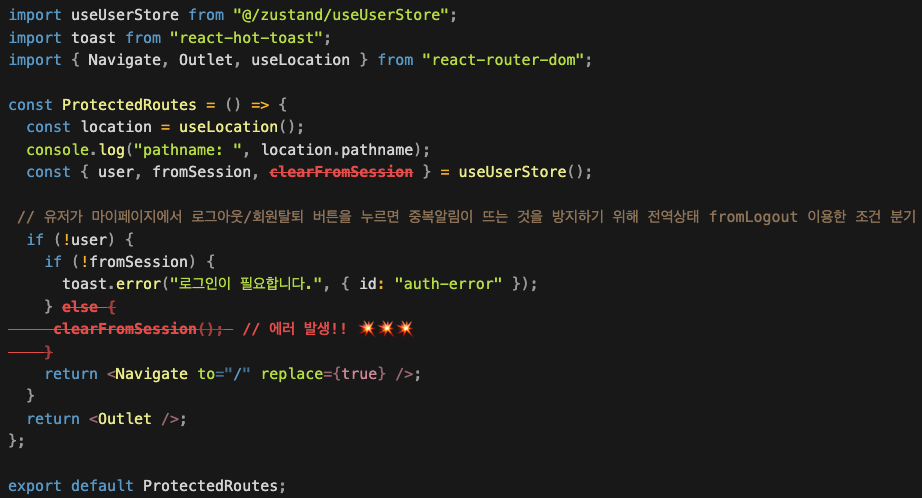 import useUserStore from "@/zustand/useUserStore";
import toast from "react-hot-toast";
import { Navigate, Outlet, useLocation } from "react-router-dom";
const ProtectedRoutes = () => {
const location = useLocation();
console.log("pathname: ", location.pathname);
const { user, fromSession, clearFromSession } = useUserStore();
// 유저가 마이페이지에서 로그아웃/회원탈퇴 버튼을 누르면 중복알림이 뜨는 것을 방지하기 위해 전역상태 fromLogout 이용한 조건 분기
if (!user) {
if (!fromSession) {
toast.error("로그인이 필요합니다.", { id: "auth-error" });
} else {
clearFromSession(); // 에러 발생!! 💥💥💥
}
return <Navigate to="/" replace={true} />;
}
return <Outlet />;
};
export default ProtectedRoutes;